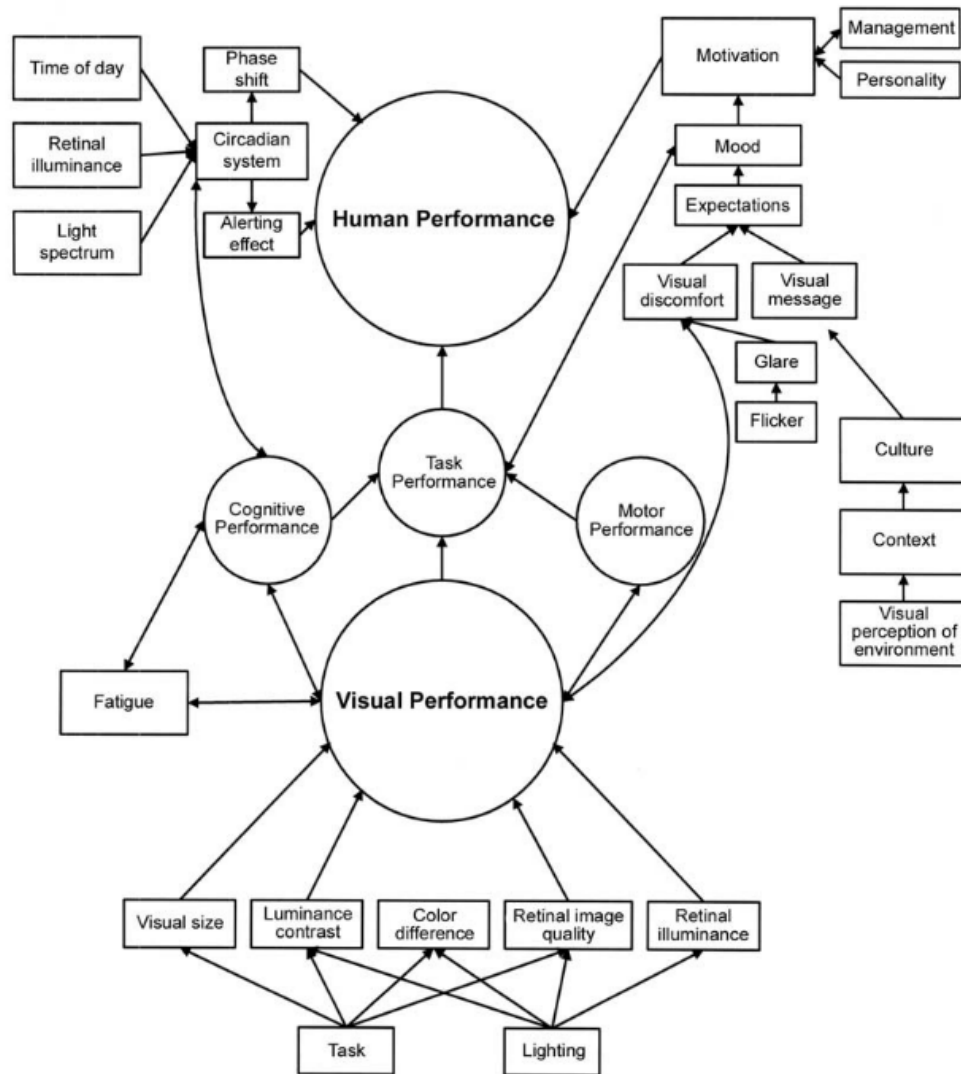 Time of day
Retinal
illuminance
Light
spectrum
Phase
shift
Circadian
system
Alerting
effect
Human Performance
Motivation
Management
Personality
Mood
Expectations
Visual
discomfort
Visual
message
Glare
Flicker
Culture
Context
Visual
perception of
environment
Task
Performance
Cognitive
Performance
Motor
Performance
Fatigue
Visual Performance
Visual size
Luminance
contrast
Color
difference
Retinal image
quality
Retinal
illuminance
Task
Lighting